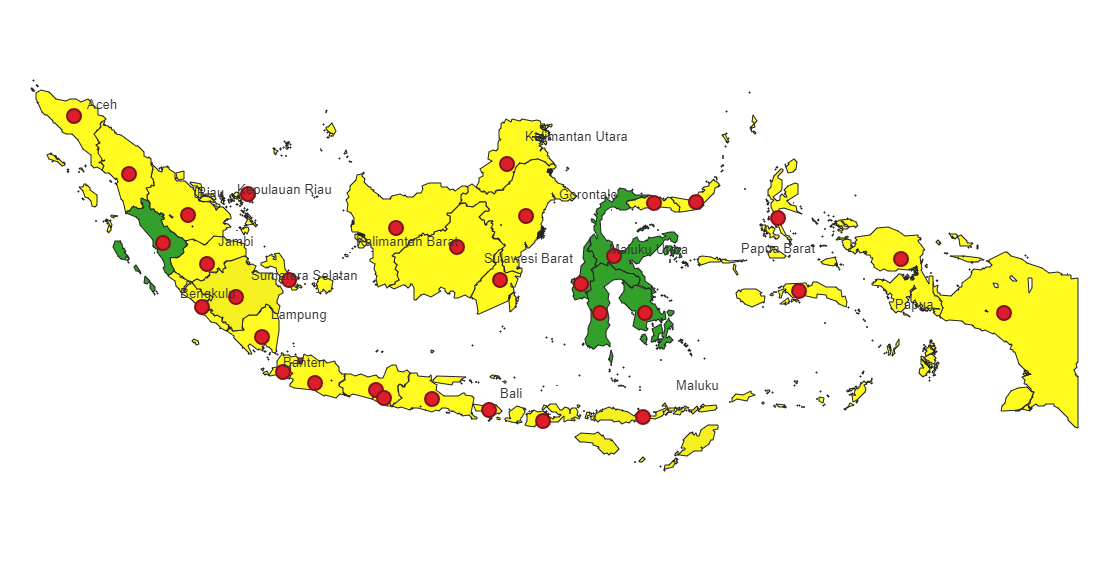 Aceh
Kalimantan Utara
Riau
Kepulauan Riau
Gorontalo
Jambi
Kalimantan Barat
Maluku Utara
Papua Barat
Sulawesi Barat
Sumatera Selatan
Bengkulu
Papua
Lampung
Banten
Maluku
Bali